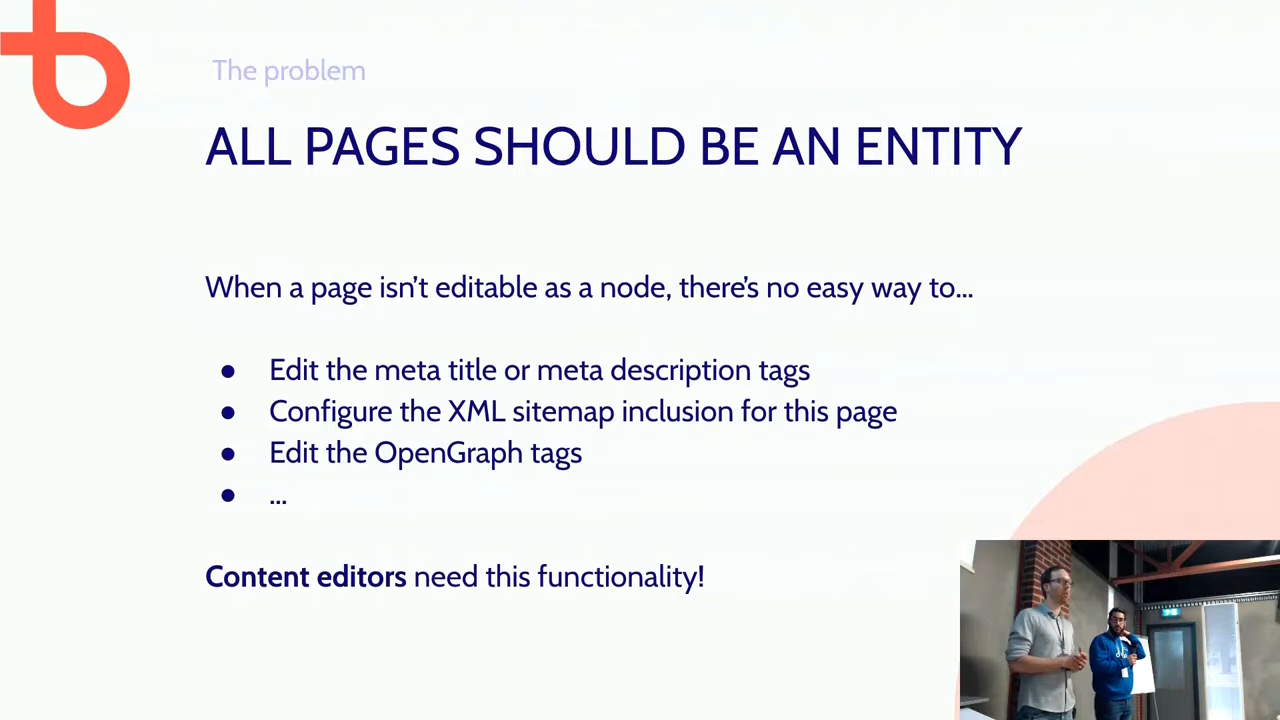 The problem
ALL PAGES SHOULD BE AN ENTITY
When a page isn't editable as a node, there's no easy way to...
● Edit the meta title or meta description tags
● Configure the XML sitemap inclusion for this page
● Edit the OpenGraph tags
● ...
Content editors need this functionality!